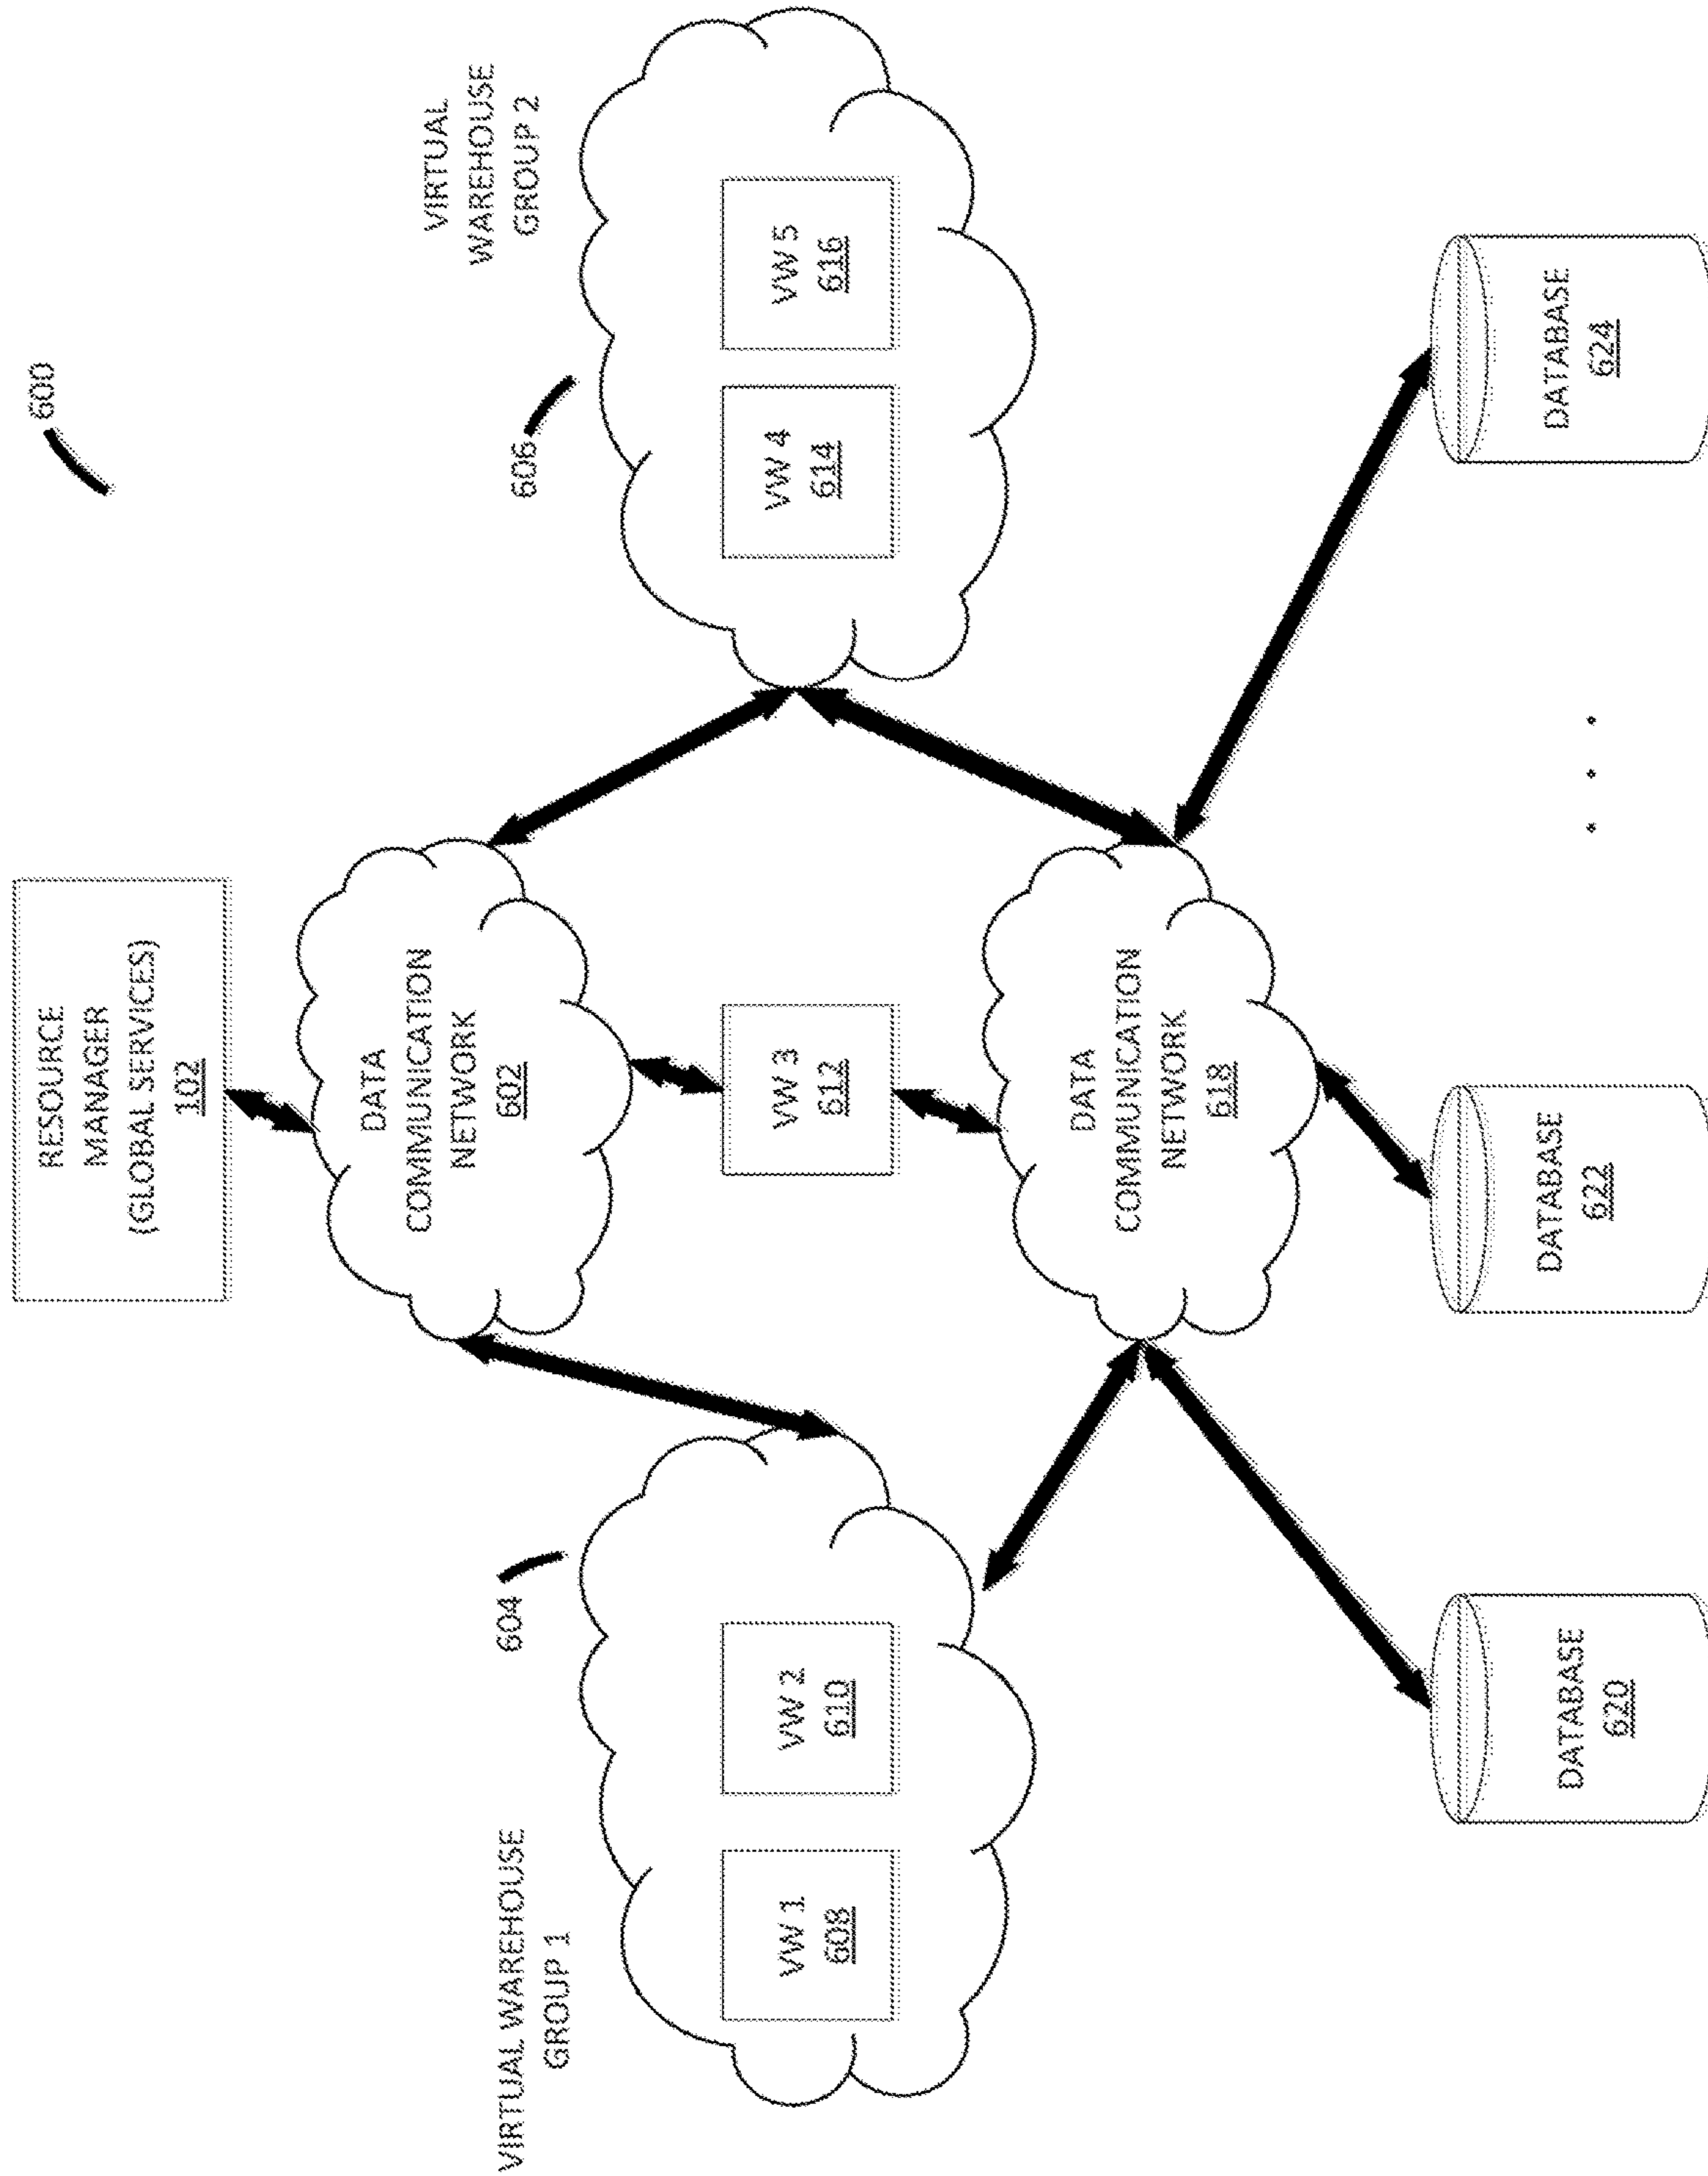 600
RESOURCE
MANAGER
(GLOBAL SERVICES)
102
DATA
COMMUNICATION
NETWORK
602
VIRTUAL WAREHOUSE
GROUP 1
604
VW 1
608
VW 2
610
VW 3
612
VIRTUAL
WAREHOUSE
GROUP 2
606
VW 4
614
VW 5
616
DATA
COMMUNICATION
NETWORK
618
DATABASE
620
DATABASE
622
. . .
DATABASE
624